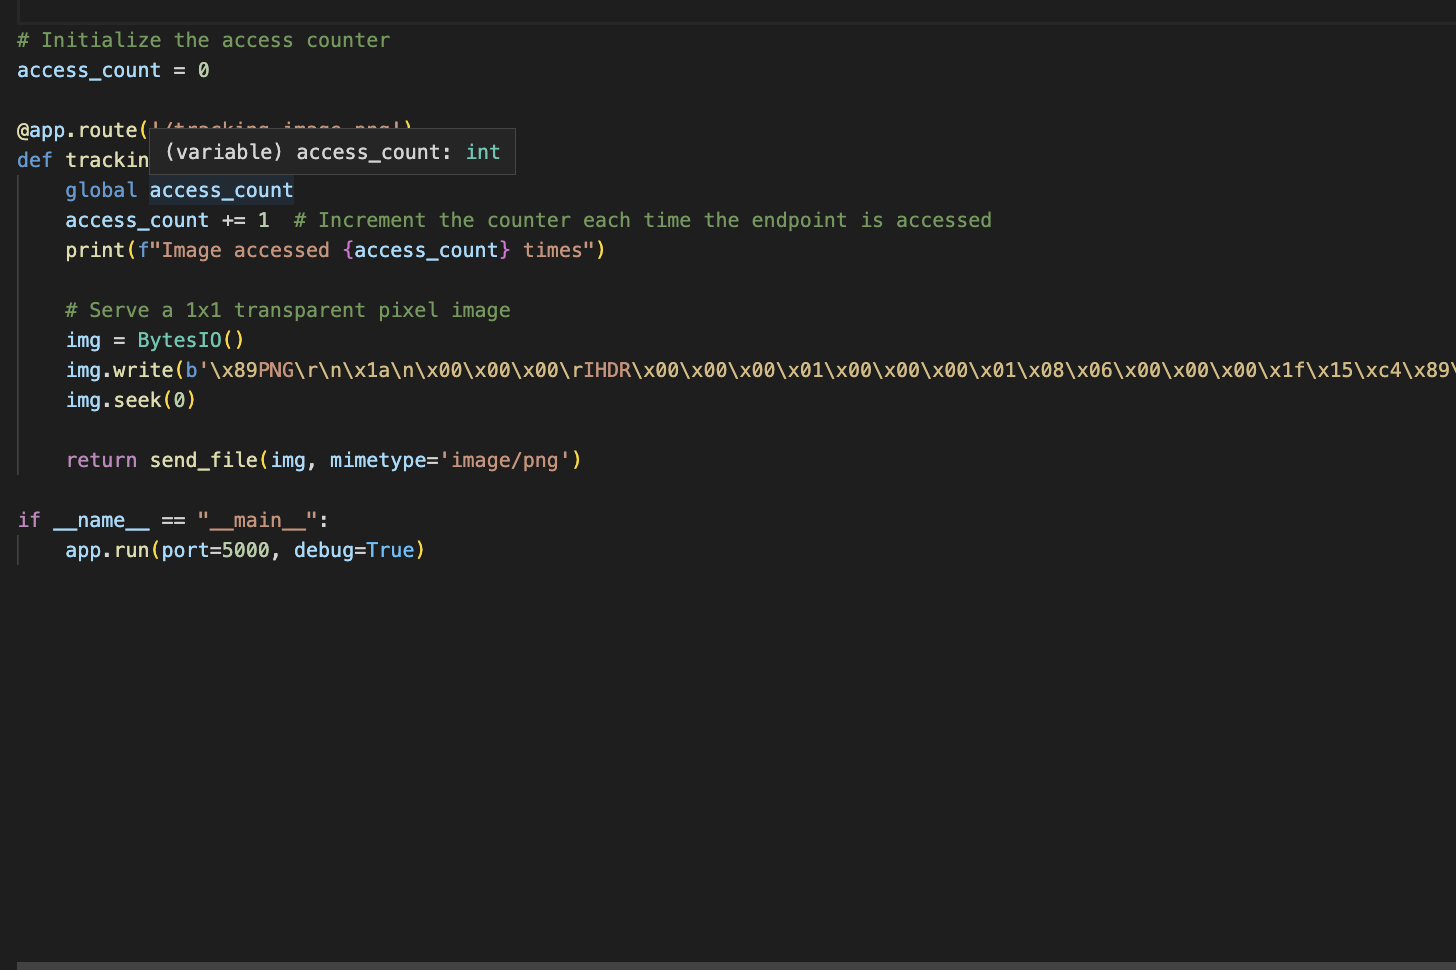 # Initialize the access counter
access_count = 0
@app.route('/tracking-image.png')
(variable) access_count: int
def trackin
global access_count
access_count += 1  # Increment the counter each time the endpoint is accessed
print(f"Image accessed {access_count} times")
# Serve a 1x1 transparent pixel image
img = BytesIO()
img.write(b'\x89PNG\r\n\x1a\n\x00\x00\x00\rIHDR\x00\x00\x00\x01\x00\x00\x00\x01\x08\x06\x00\x00\x00\x1f\x15\xc4\x89\
img.seek(0)
return send_file(img, mimetype='image/png')
if __name__ == "__main__":
app.run(port=5000, debug=True)